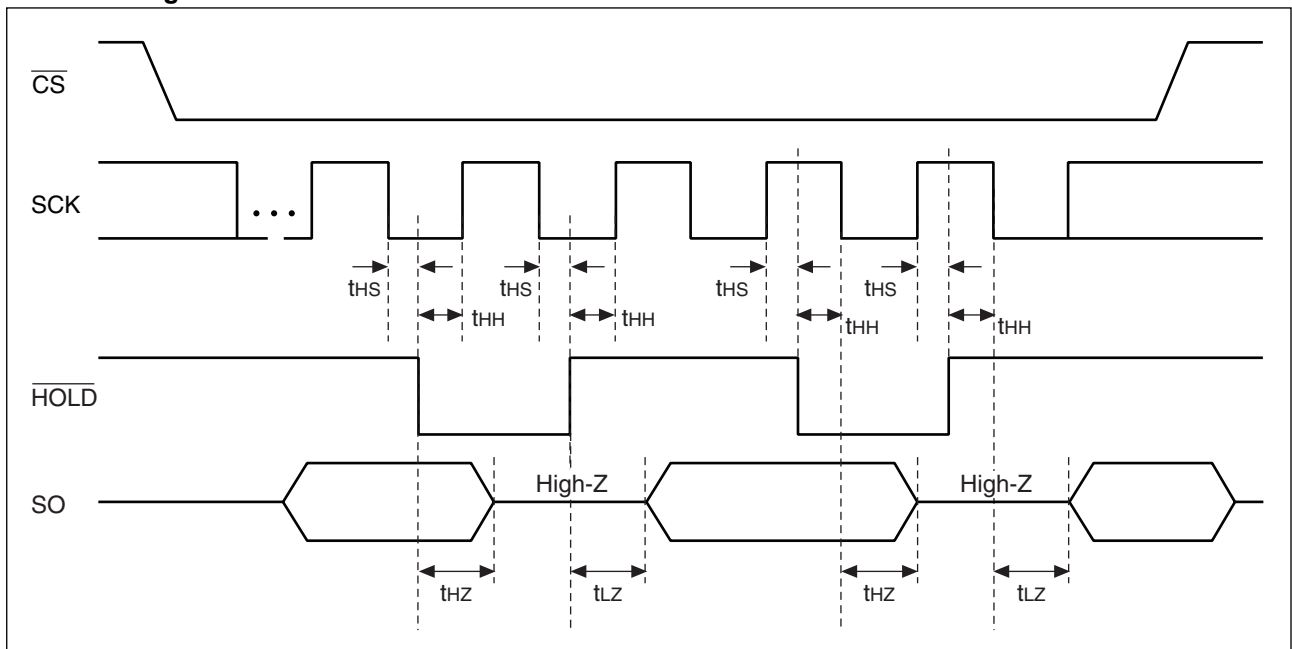 CS
SCK
...
tHS tHS tHS tHS
tHH tHH tHH tHH
HOLD
High-Z High-Z
SO
tHZ tLZ tHZ tLZ